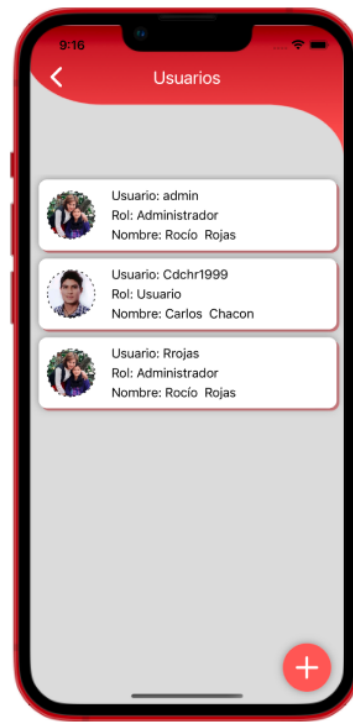 9:16
Usuarios
Usuario: admin
Rol: Administrador
Nombre: Rocío Rojas
Usuario: Cdchr1999
Rol: Usuario
Nombre: Carlos Chacon
Usuario: Rrojas
Rol: Administrador
Nombre: Rocío Rojas